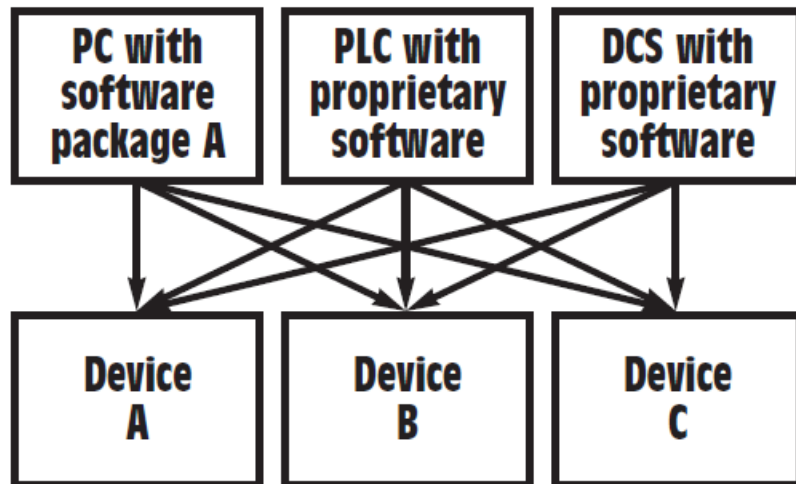 PC with
software
package A
PLC with
proprietary
software
DCS with
proprietary
software
Device
A
Device
B
Device
C